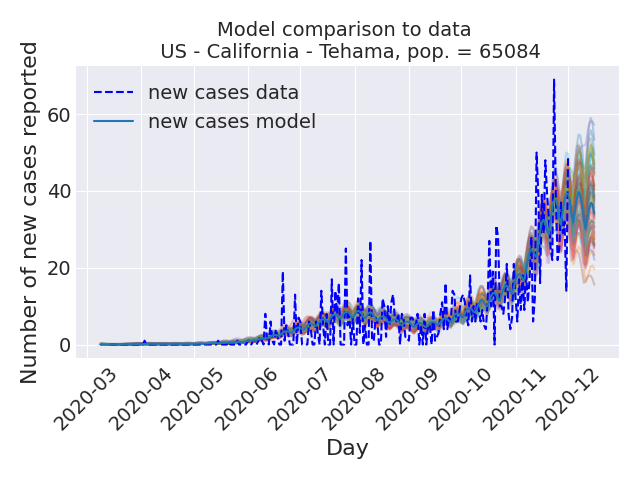 Model comparison to data
US - California - Tehama, pop. = 65084
Number of new cases reported
60
40
20
0
new cases data
new cases model
2020-03
2020-04
2020-05
2020-06
2020-07
2020-08
2020-09
2020-10
2020-11
2020-12
Day